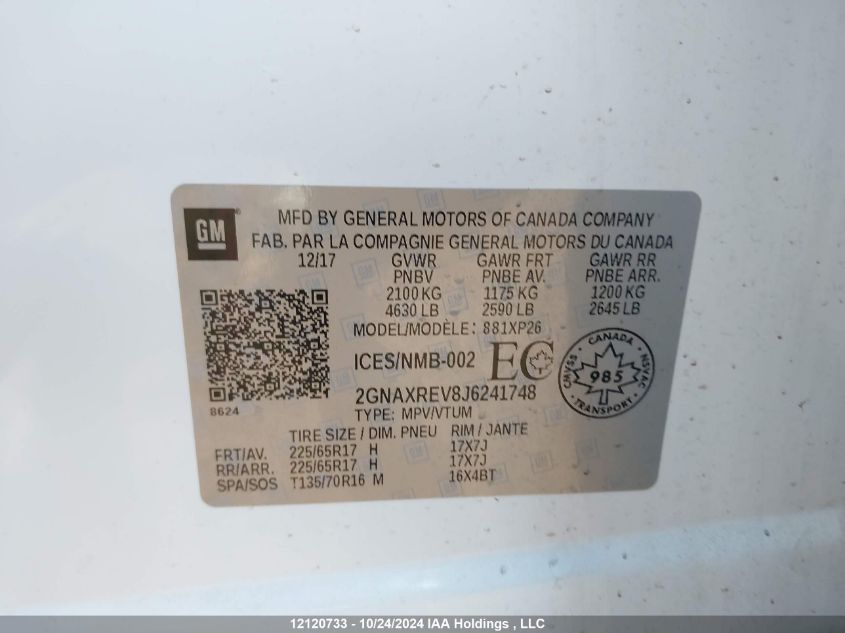 GM
MFD BY GENERAL MOTORS OF CANADA COMPANY
FAB. PAR LA COMPAGNIE GENERAL MOTORS DU CANADA
12/17 GVWR GAWR FRT GAWR RR
PNBV PNBE AV. PNBE ARR.
2100 KG 1175 KG 1200 KG
4630 LB 2590 LB 2645 LB
MODEL/MODÈLE: 881XP26
ICES/NMB-002 EC
CANADA
CMVSS 985 NSVAC
TRANSPORT
8624
2GNAXREV8J6241748
TYPE: MPV/VTUM
TIRE SIZE / DIM. PNEU RIM / JANTE
FRT/AV. 225/65R17 H 17X7J
RR/ARR. 225/65R17 H 17X7J
SPA/SOS T135/70R16 M 16X4BT
12120733 - 10/24/2024 IAA Holdings , LLC